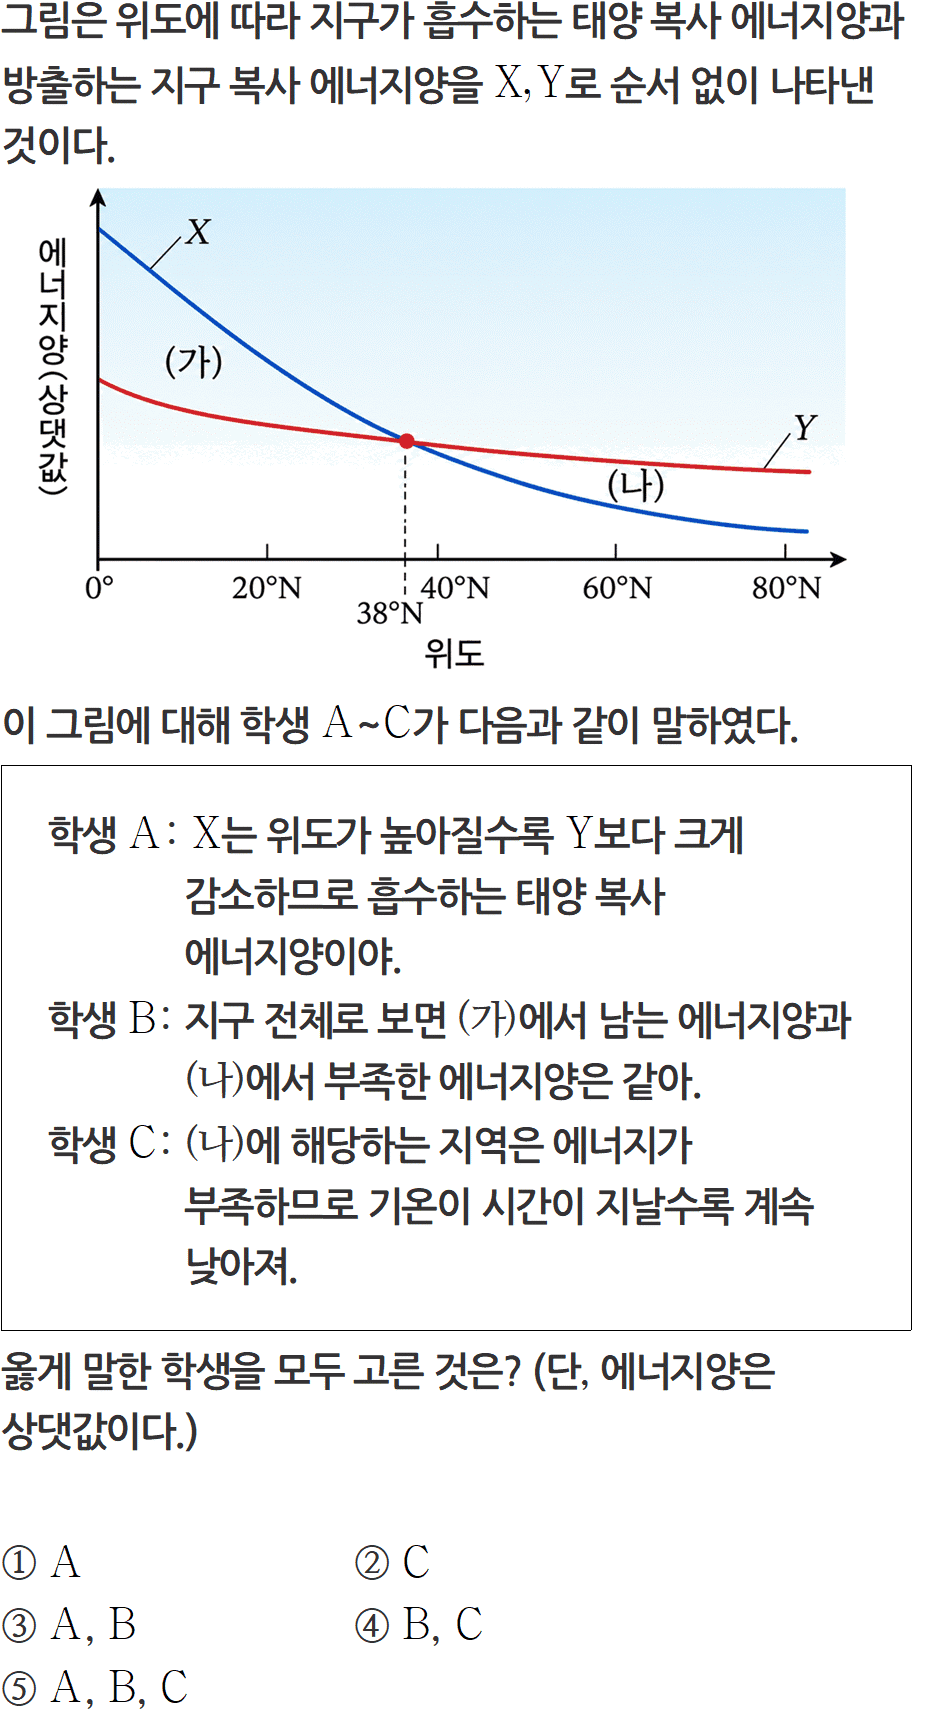 그림은 위도에 따라 지구가 흡수하는 태양 복사 에너지양과
방출하는 지구 복사 에너지양을 X, Y로 순서 없이 나타낸
것이다.
에너지양(상댓값)
X
(가)
Y
(나)
0° 20°N 38°N 40°N 60°N 80°N
위도
이 그림에 대해 학생 A~C가 다음과 같이 말하였다.
학생 A: X는 위도가 높아질수록 Y보다 크게
감소하므로 흡수하는 태양 복사
에너지양이야.
학생 B: 지구 전체로 보면 (가)에서 남는 에너지양과
(나)에서 부족한 에너지양은 같아.
학생 C: (나)에 해당하는 지역은 에너지가
부족하므로 기온이 시간이 지날수록 계속
낮아져.
옳게 말한 학생을 모두 고른 것은? (단, 에너지양은
상댓값이다.)
① A ② C
③ A, B ④ B, C
⑤ A, B, C